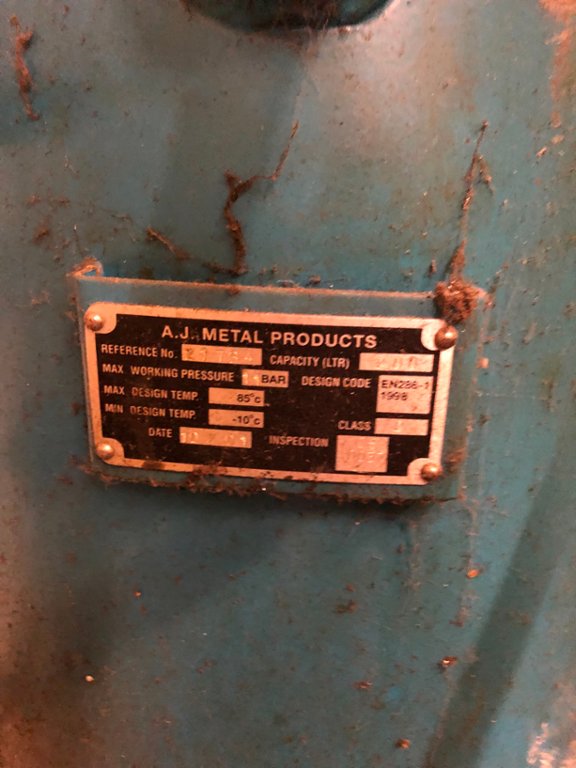 A.J. METAL PRODUCTS
REFERENCE No. CAPACITY (LTR)
MAX WORKING PRESSURE 11 BAR DESIGN CODE EN286-1 1998
MAX DESIGN TEMP. 85°c
MIN DESIGN TEMP. -10°c CLASS
DATE INSPECTION